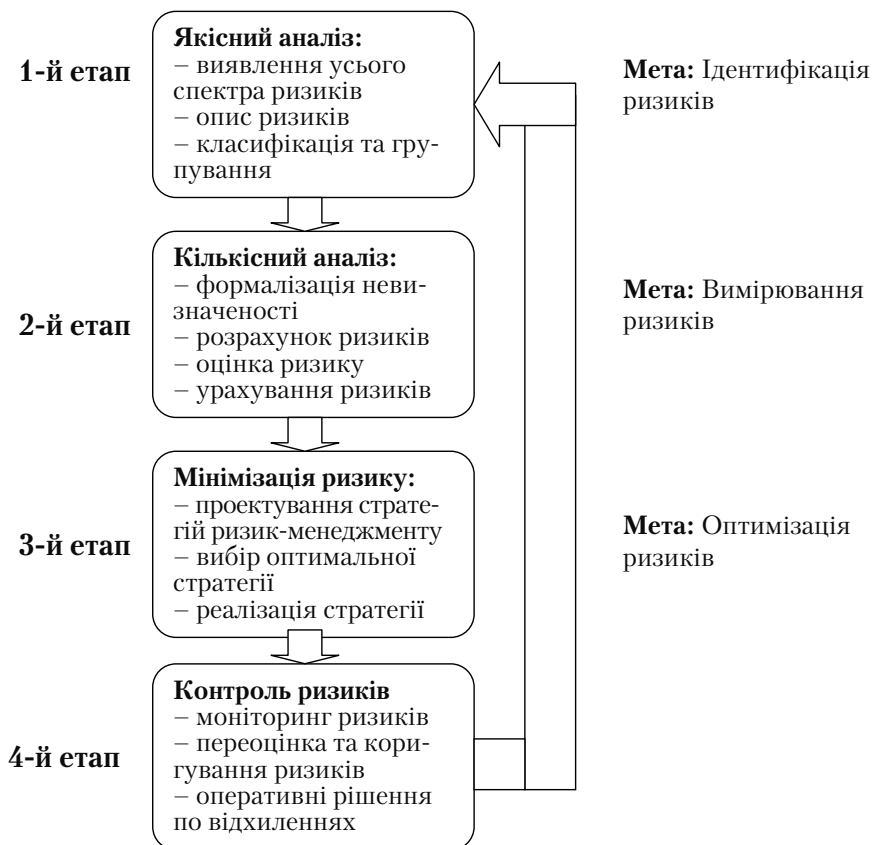 1-й етап
Якісний аналіз:
– виявлення усього
спектра ризиків
– опис ризиків
– класифікація та гру-
пування
Мета: Ідентифікація
ризиків
2-й етап
Кількісний аналіз:
– формалізація неви-
значеності
– розрахунок ризиків
– оцінка ризику
– урахування ризиків
Мета: Вимірювання
ризиків
3-й етап
Мінімізація ризику:
– проектування страте-
гій ризик-менеджменту
– вибір оптимальної
стратегії
– реалізація стратегії
Мета: Оптимізація
ризиків
4-й етап
Контроль ризиків
– моніторинг ризиків
– переоцінка та кори-
гування ризиків
– оперативні рішення
по відхиленнях